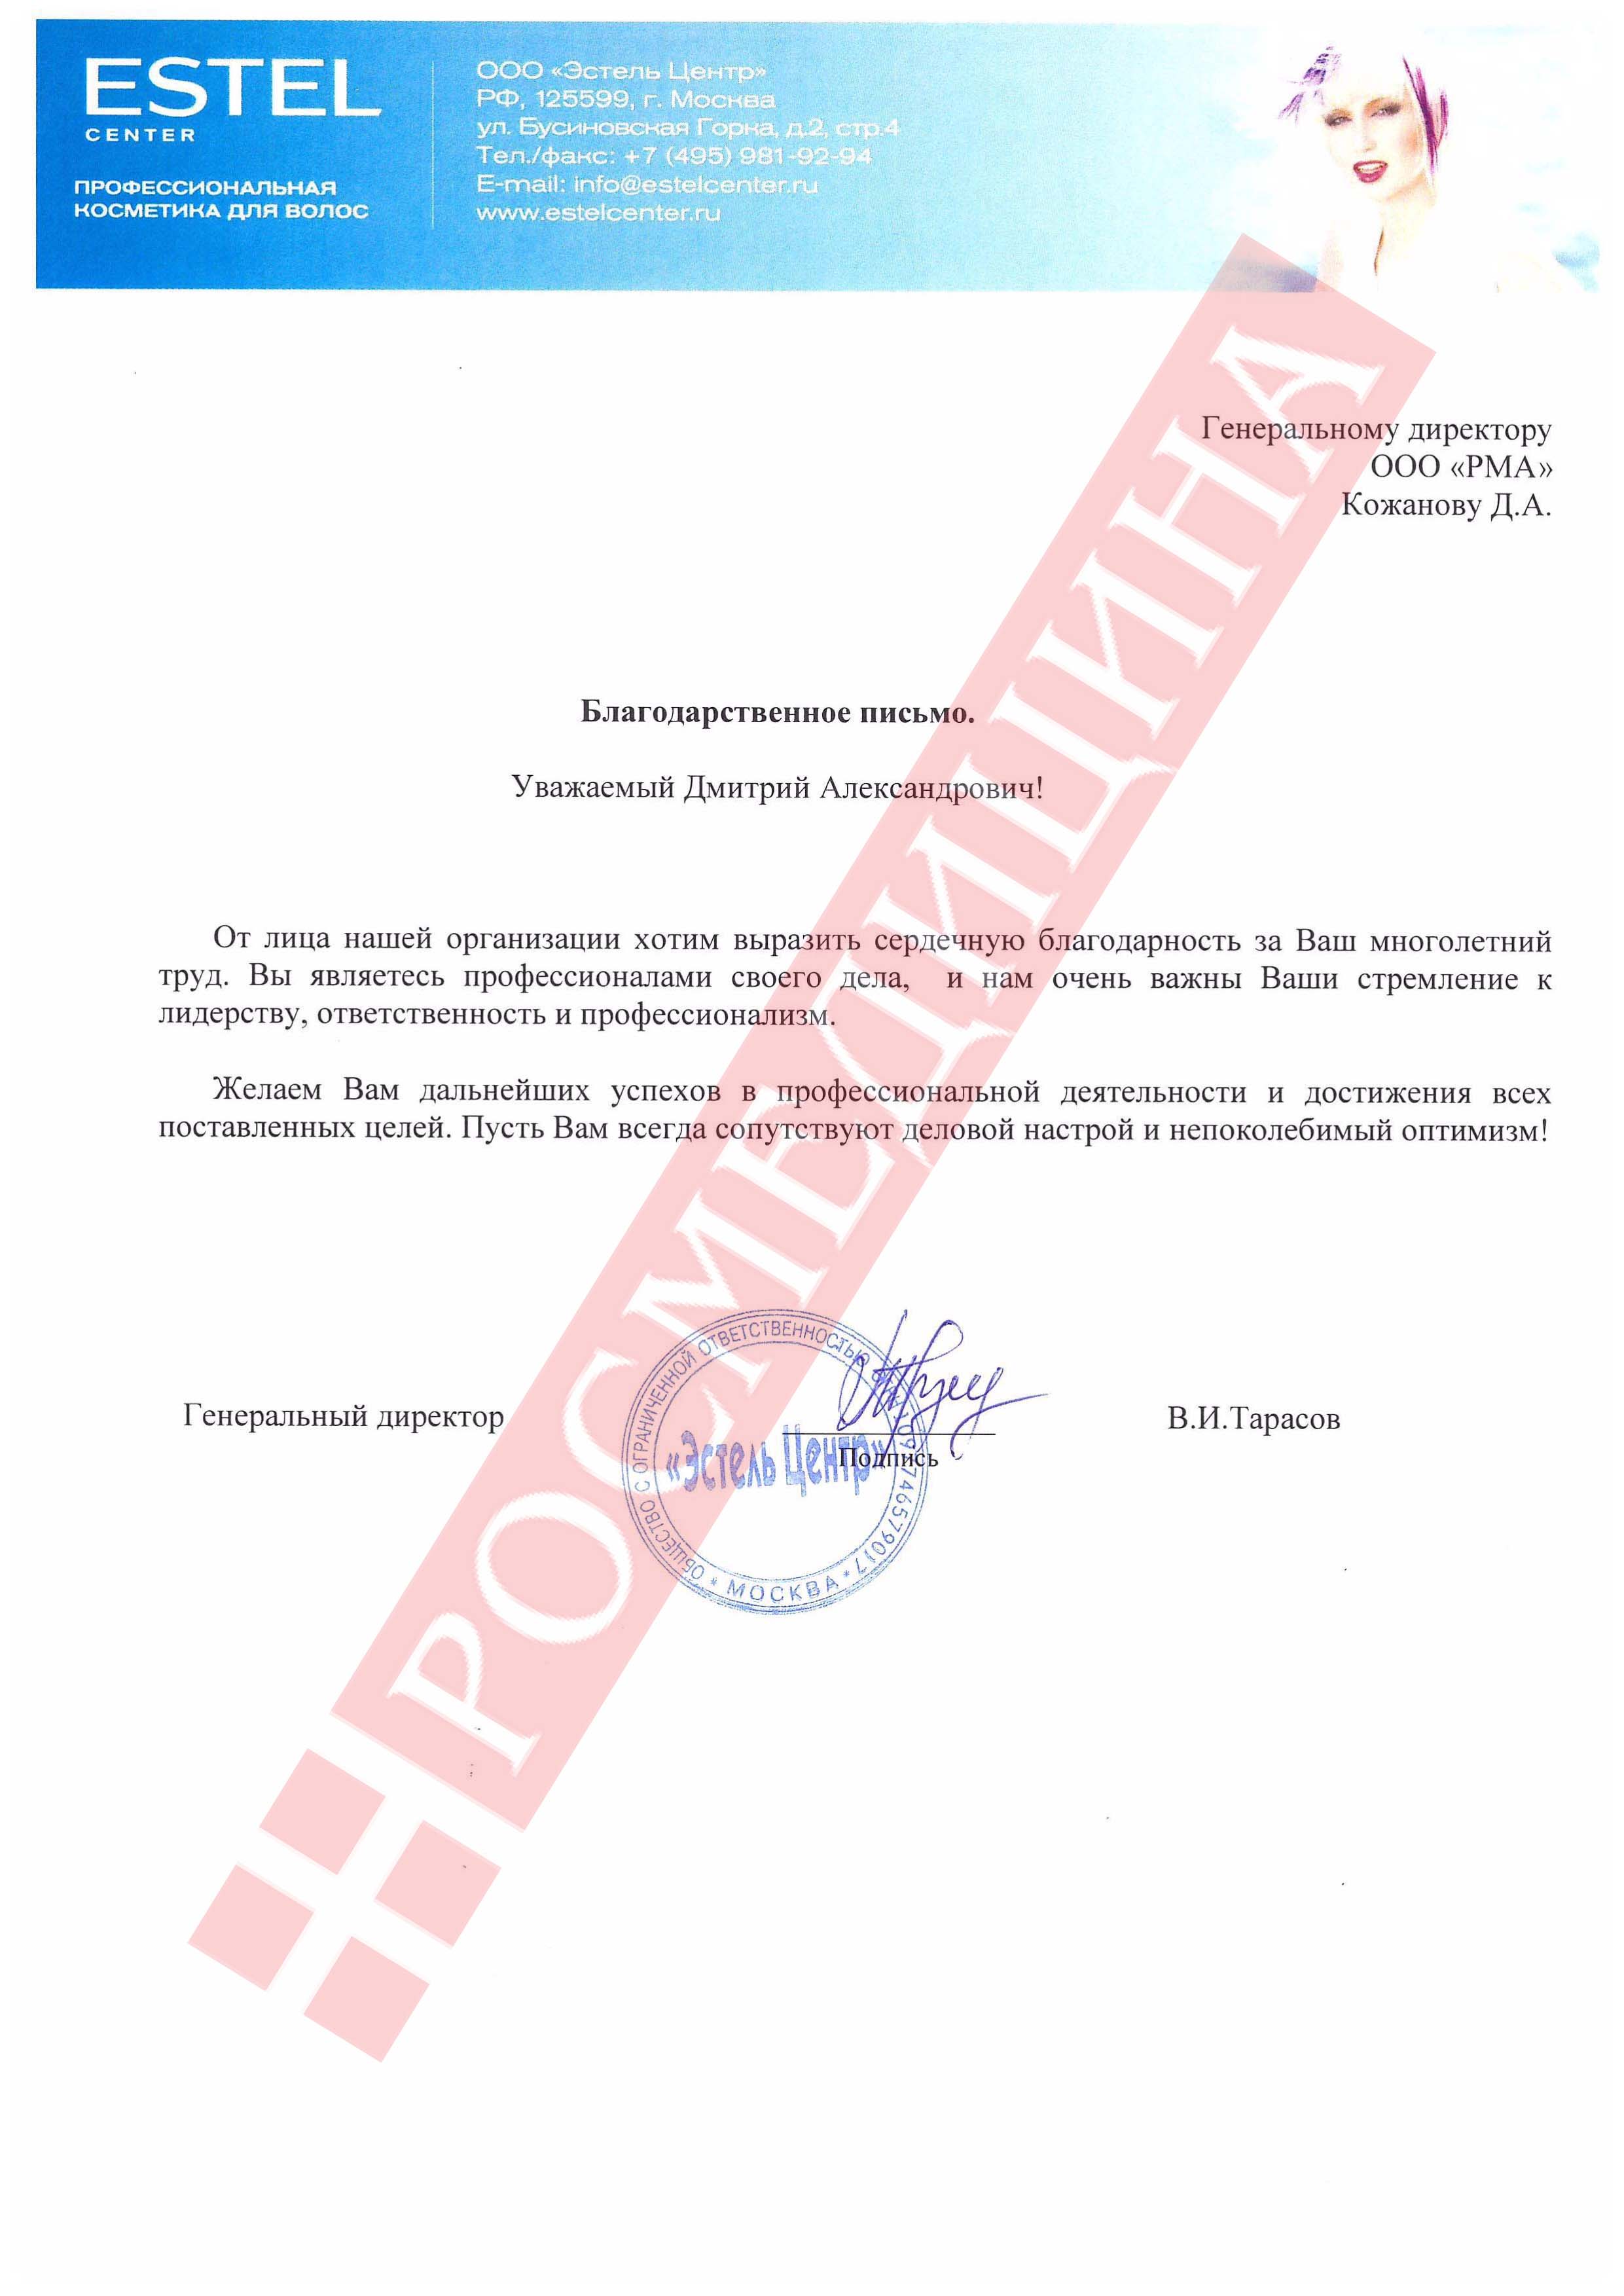 ESTEL
CENTER
ПРОФЕССИОНАЛЬНАЯ
КОСМЕТИКА ДЛЯ ВОЛОС
ООО «Эстель Центр»
РФ, 125599, г. Москва
ул. Бусиновская Горка, д.2, стр.4
Тел./факс: +7 (495) 981-92-94
E-mail: info@estelcenter.ru
www.estelcenter.ru
Генеральному директору
ООО «РМА»
Кожанову Д.А.
Благодарственное письмо.
Уважаемый Дмитрий Александрович!
От лица нашей организации хотим выразить сердечную благодарность за Ваш многолетний
труд. Вы являетесь профессионалами своего дела, и нам очень важны Ваши стремление к
лидерству, ответственность и профессионализм.
Желаем Вам дальнейших успехов в профессиональной деятельности и достижения всех
поставленных целей. Пусть Вам всегда сопутствуют деловой настрой и непоколебимый оптимизм!
Генеральный директор
В.И.Тарасов
Подпись
ОБЩЕСТВО С ОГРАНИЧЕННОЙ ОТВЕТСТВЕННОСТЬЮ
«Эстель Центр»
* МОСКВА *
РОСМЕДИЦИНА